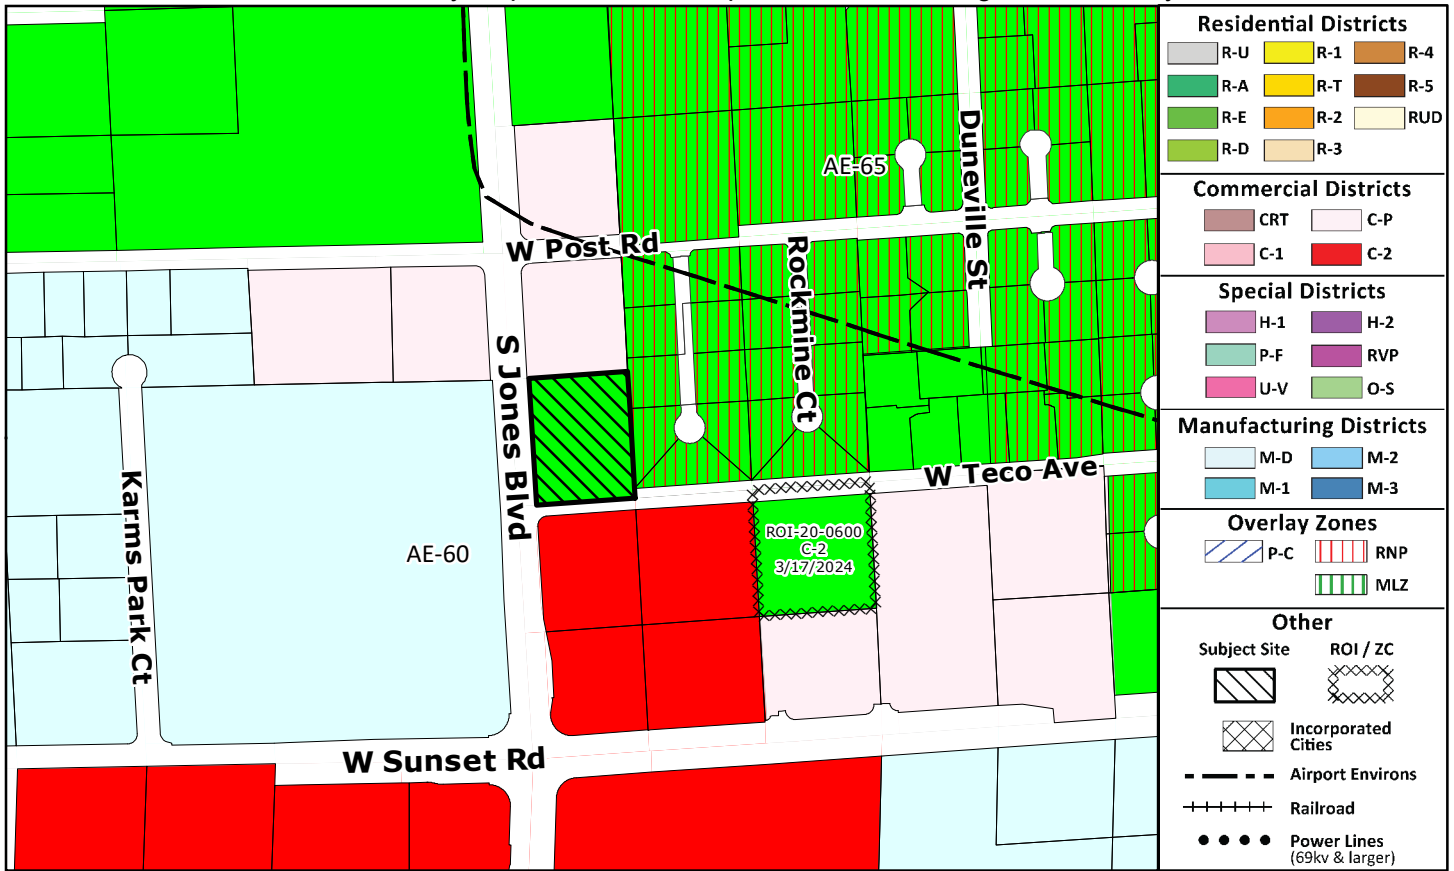 AE-65
Duneville St
W Post Rd
Rockmine Ct
S Jones Blvd
W Teco Ave
Karms Park Ct
AE-60
ROI-20-0600
C-2
3/17/2024
W Sunset Rd
Residential Districts
R-U R-1 R-4
R-A R-T R-5
R-E R-2 RUD
R-D R-3
Commercial Districts
CRT C-P
C-1 C-2
Special Districts
H-1 H-2
P-F RVP
U-V O-S
Manufacturing Districts
M-D M-2
M-1 M-3
Overlay Zones
P-C RNP
MLZ
Other
Subject Site ROI / ZC
Incorporated
Cities
Airport Environs
Railroad
Power Lines
(69kv & larger)